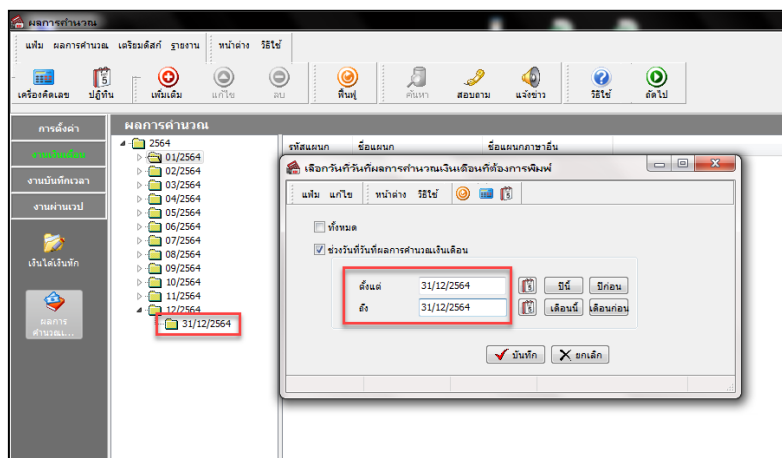 ผลการคำนวณ
แฟ้ม ผลการคำนวณ เตรียมดิสก์ รายงาน หน้าต่าง วิธีใช้
เครื่องคิดเลข ปฏิทิน เพิ่มเติม แก้ไข ลบ ฟื้นฟู ค้นหา สอบถาม แจ้งข่าว วิธีใช้ ถัดไป
การตั้งค่า
งานเงินเดือน
งานบันทึกเวลา
งานผ่านเวป
เงินได้เงินหัก
ผลการ
คำนวณเ...
ผลการคำนวณ
2564
01/2564
02/2564
03/2564
04/2564
05/2564
06/2564
07/2564
08/2564
09/2564
10/2564
11/2564
12/2564
31/12/2564
รหัสแผนก ชื่อแผนก ชื่อแผนกภาษาอื่น
เลือกวันที่วันที่ผลการคำนวณเงินเดือนที่ต้องการพิมพ์
แฟ้ม แก้ไข หน้าต่าง วิธีใช้
ทั้งหมด
ช่วงวันที่วันที่ผลการคำนวณเงินเดือน
ตั้งแต่ 31/12/2564 ปีนี้ ปีก่อน
ถึง 31/12/2564 เดือนนี้ เดือนก่อน
บันทึก ยกเลิก